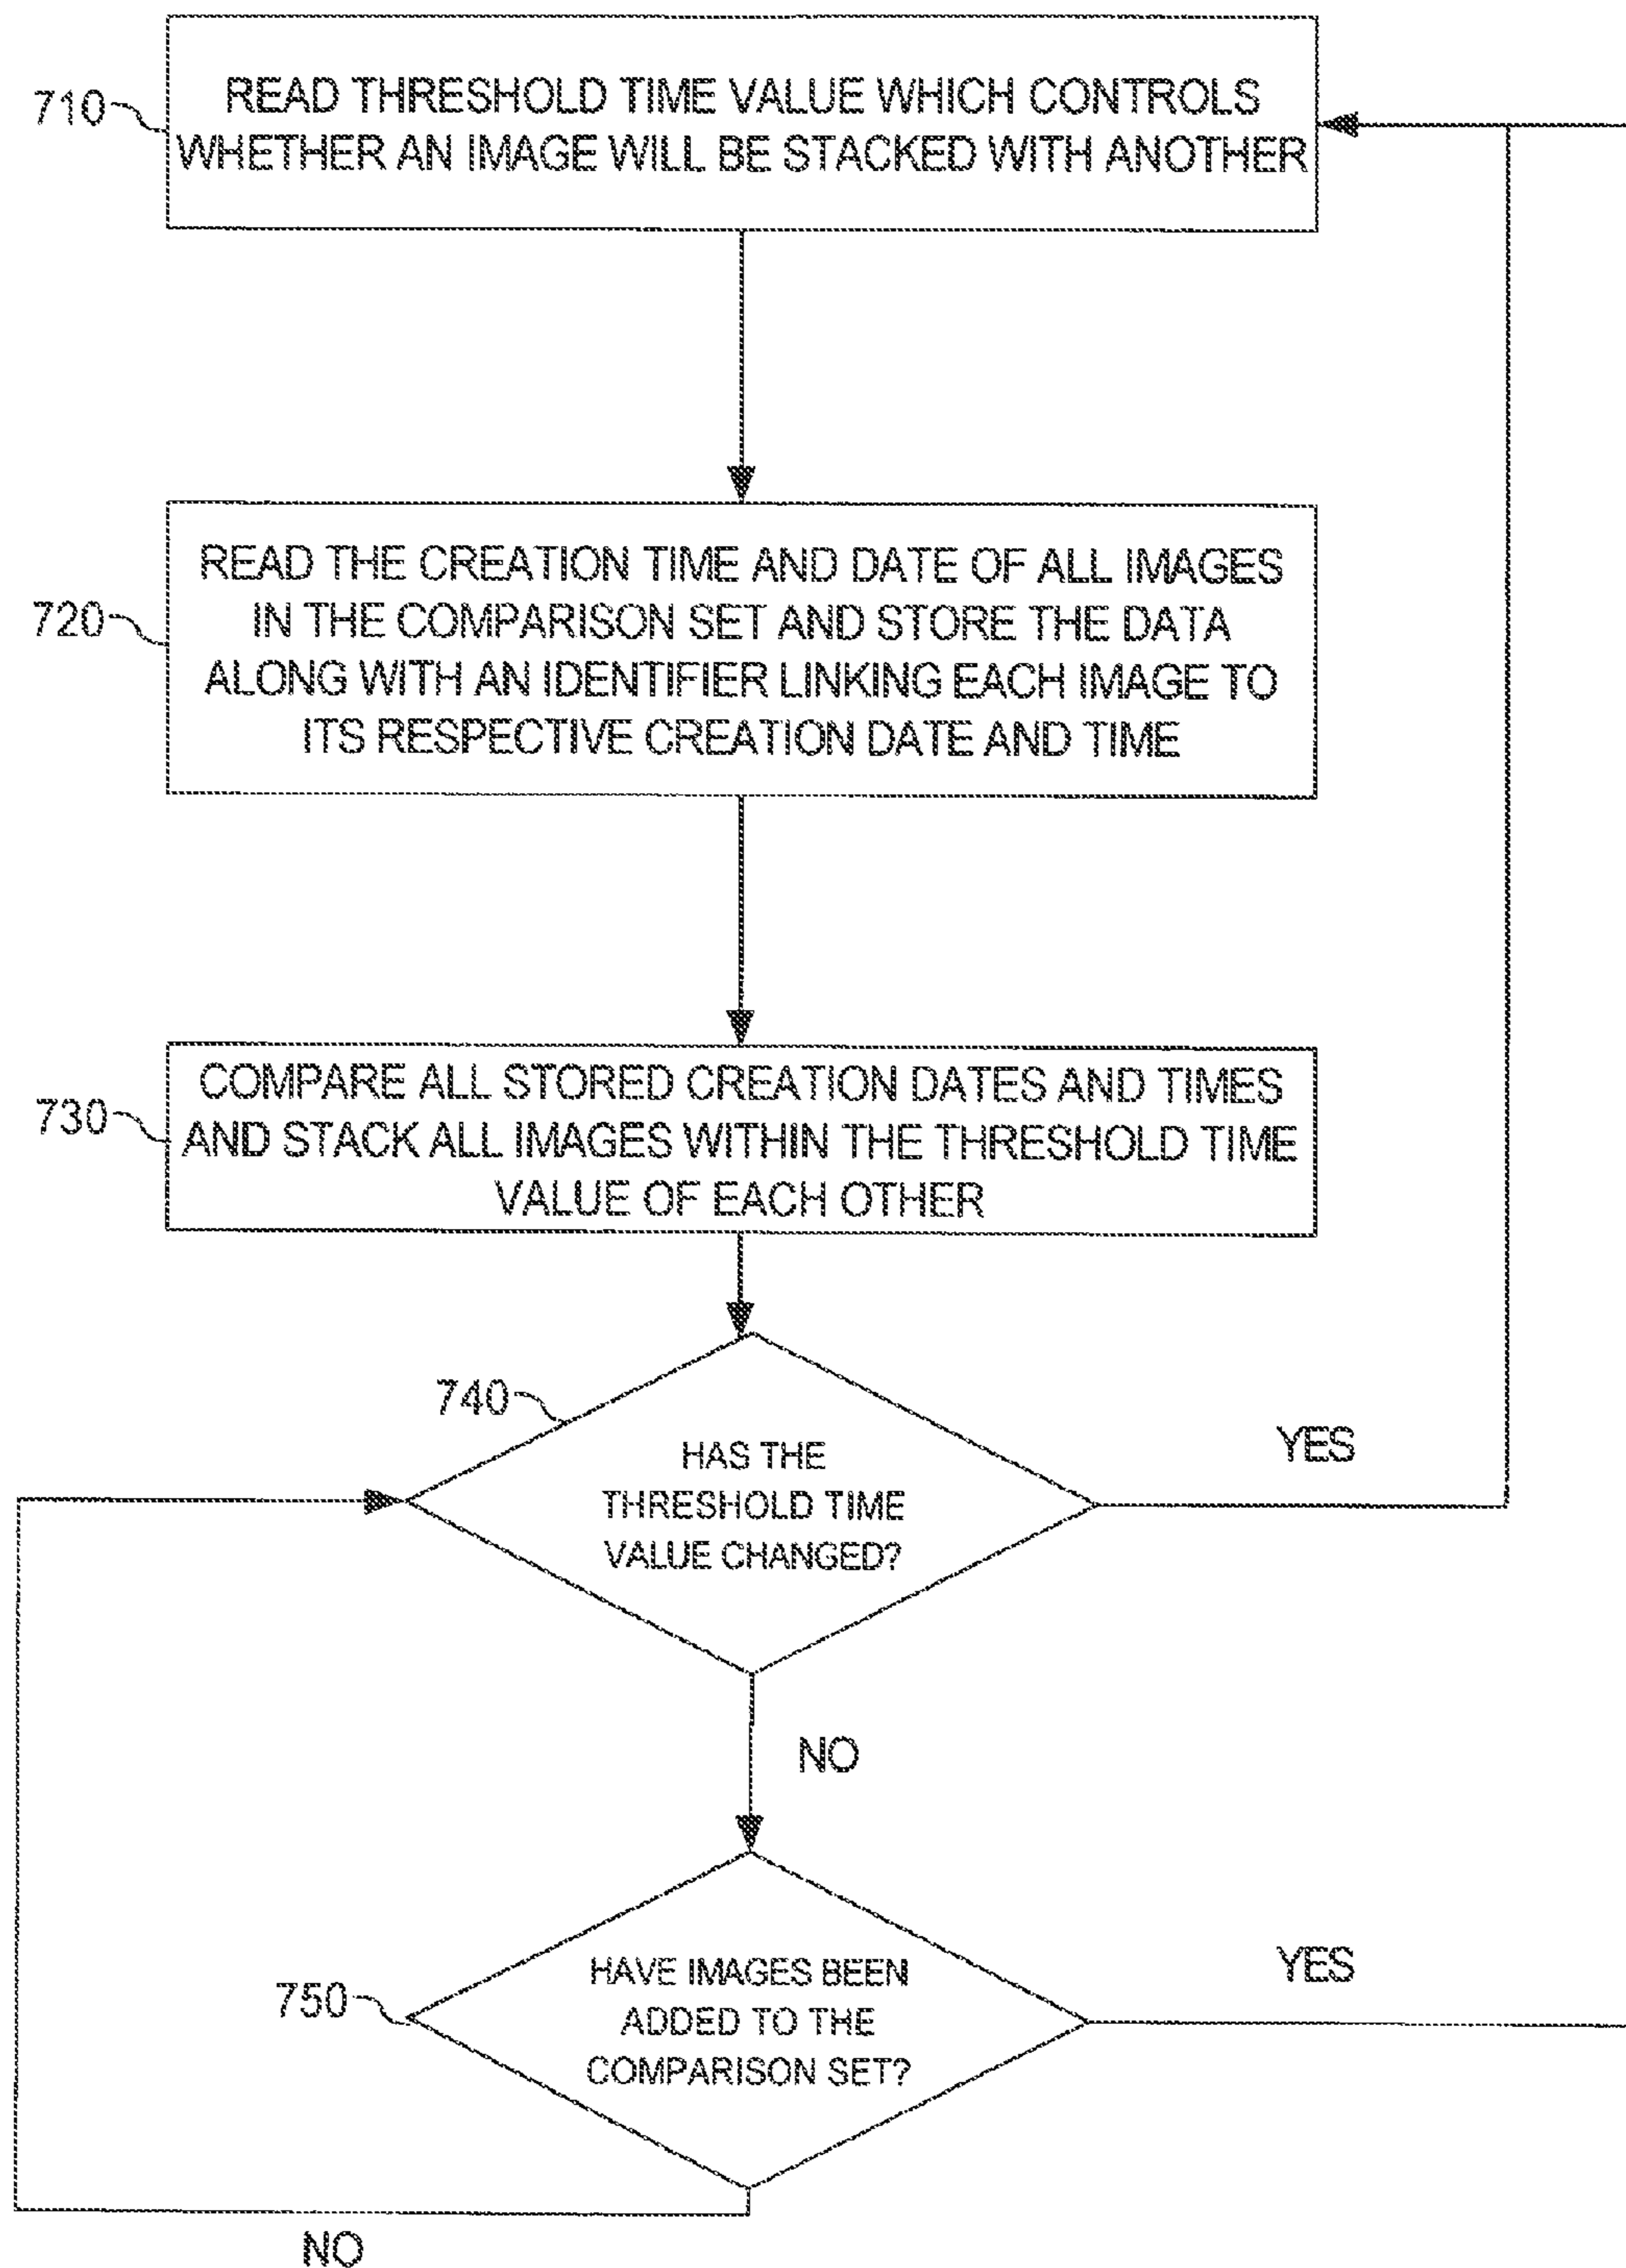 710
READ THRESHOLD TIME VALUE WHICH CONTROLS
WHETHER AN IMAGE WILL BE STACKED WITH ANOTHER
720
READ THE CREATION TIME AND DATE OF ALL IMAGES
IN THE COMPARISON SET AND STORE THE DATA
ALONG WITH AN IDENTIFIER LINKING EACH IMAGE TO
ITS RESPECTIVE CREATION DATE AND TIME
730
COMPARE ALL STORED CREATION DATES AND TIMES
AND STACK ALL IMAGES WITHIN THE THRESHOLD TIME
VALUE OF EACH OTHER
740
HAS THE
THRESHOLD TIME
VALUE CHANGED?
YES
NO
750
HAVE IMAGES BEEN
ADDED TO THE
COMPARISON SET?
YES
NO